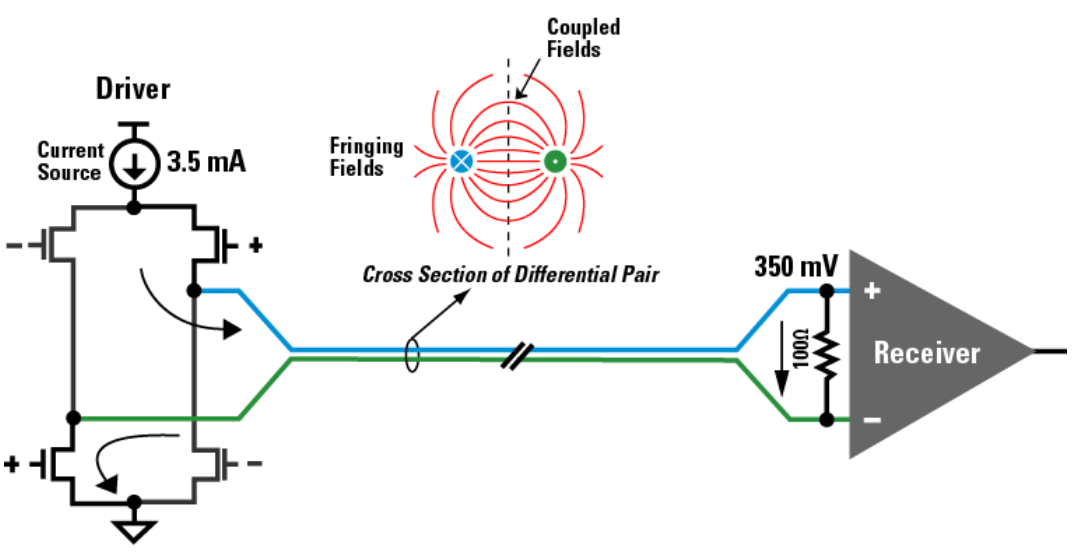 Coupled
Fields
Driver
Current
Source
3.5 mA
Fringing
Fields
− +
Cross Section of Differential Pair
350 mV
+
100Ω
Receiver
−
+ −